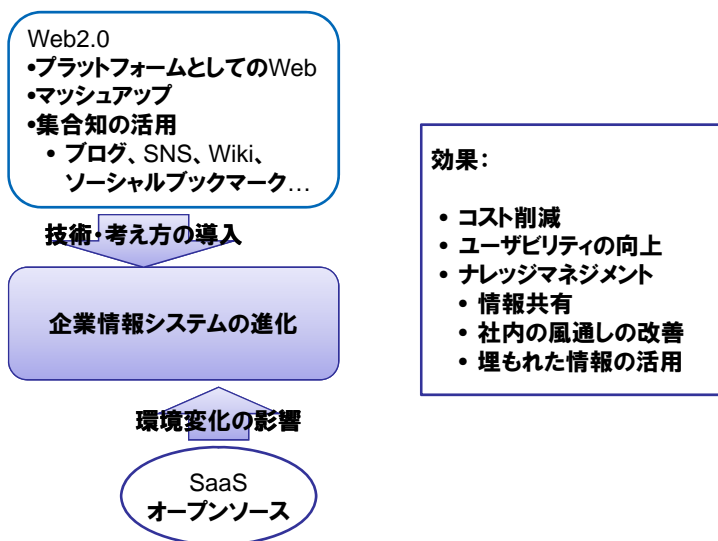 Web2.0
•プラットフォームとしてのWeb
•マッシュアップ
•集合知の活用
• ブログ、SNS、Wiki、
ソーシャルブックマーク…
技術・考え方の導入
企業情報システムの進化
環境変化の影響
SaaS
オープンソース
効果：
• コスト削減
• ユーザビリティの向上
• ナレッジマネジメント
• 情報共有
• 社内の風通しの改善
• 埋もれた情報の活用